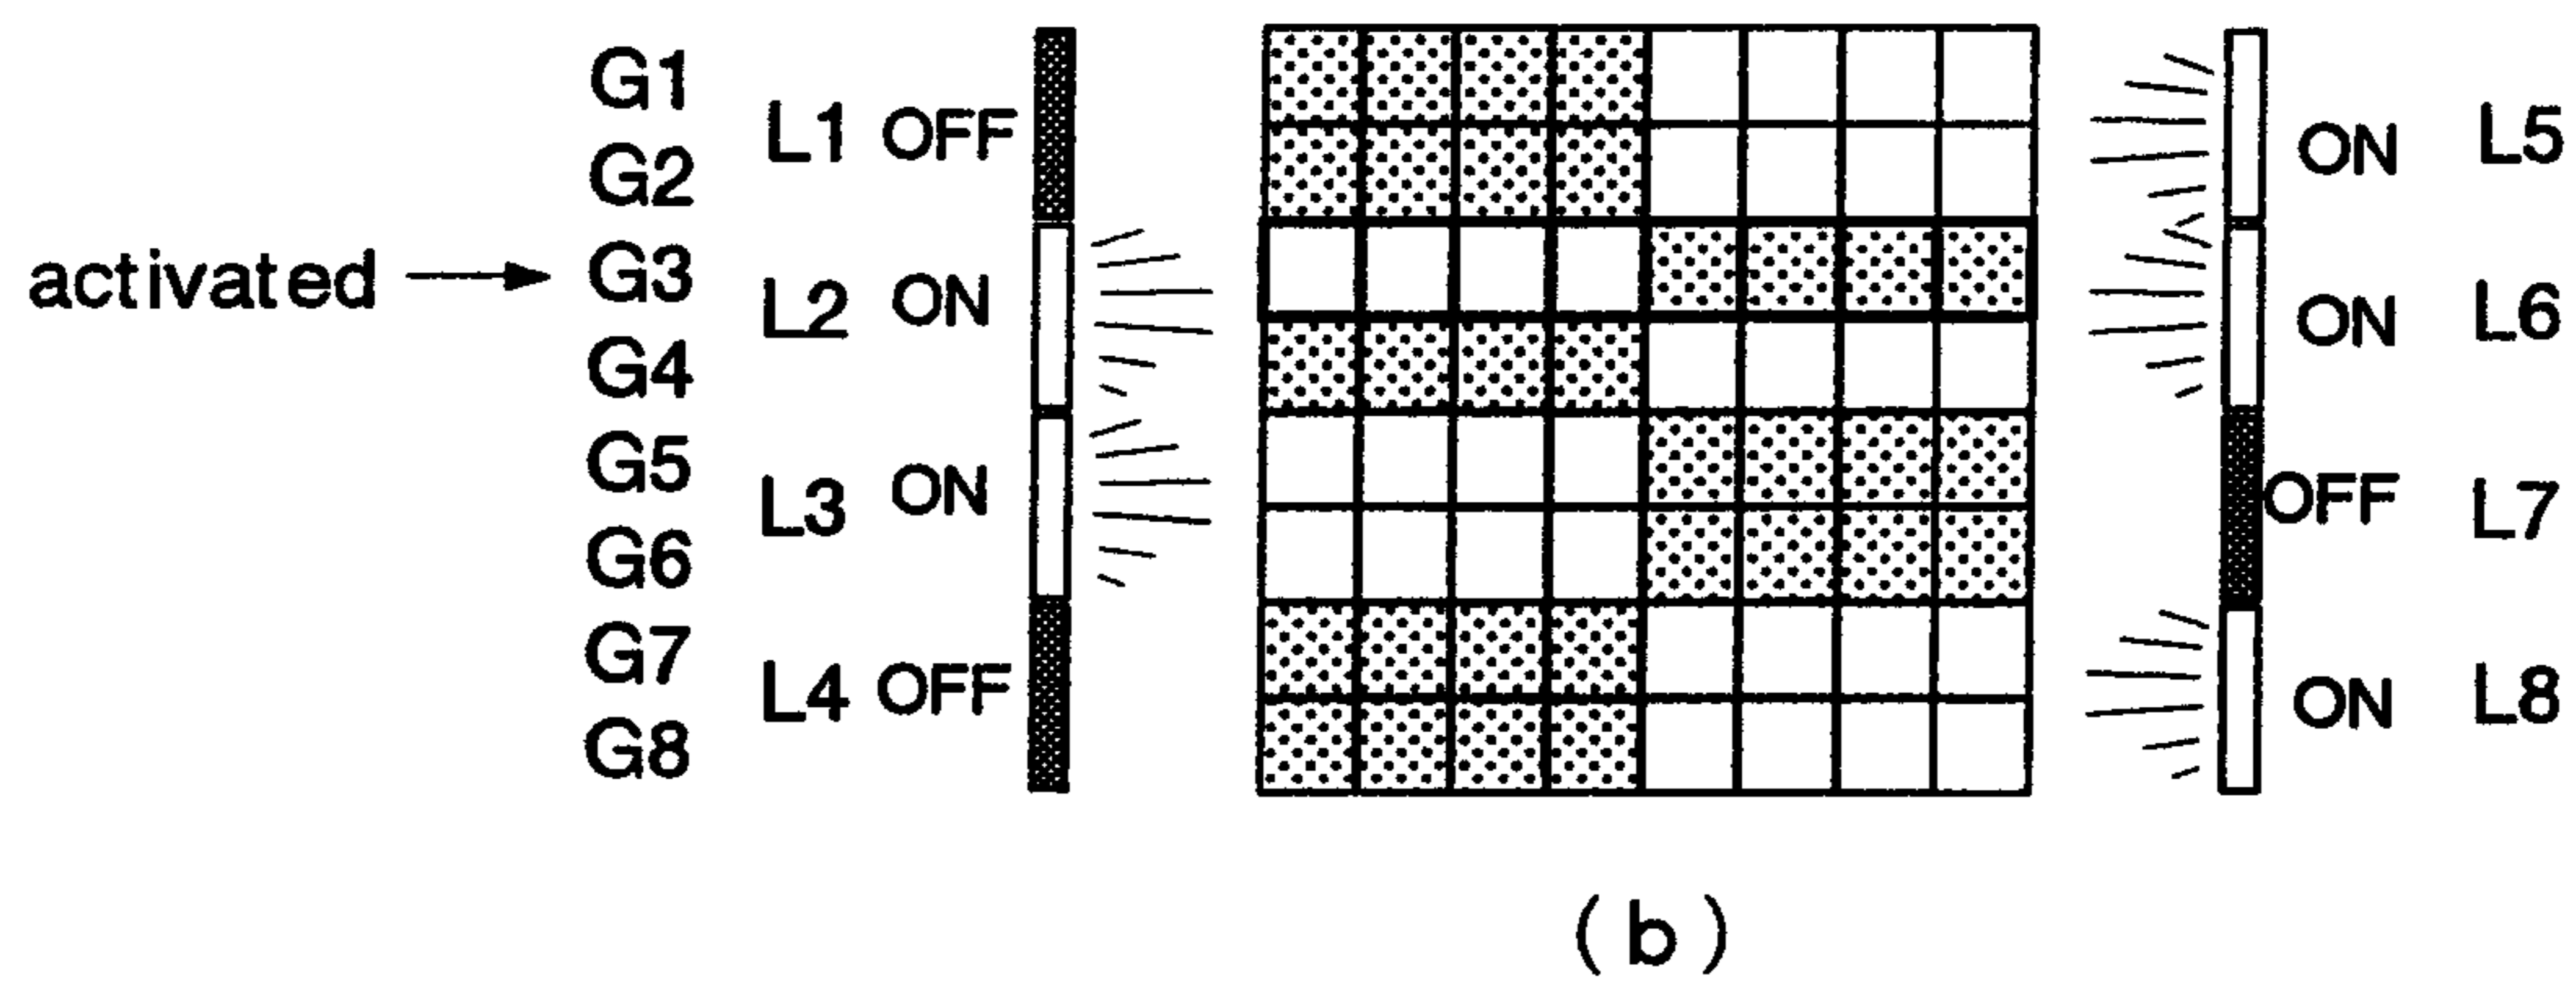 G1
L1 OFF
ON L5
G2
activated → G3
L2 ON
ON L6
G4
G5
L3 ON
OFF L7
G6
G7
L4 OFF
ON L8
G8
(b)